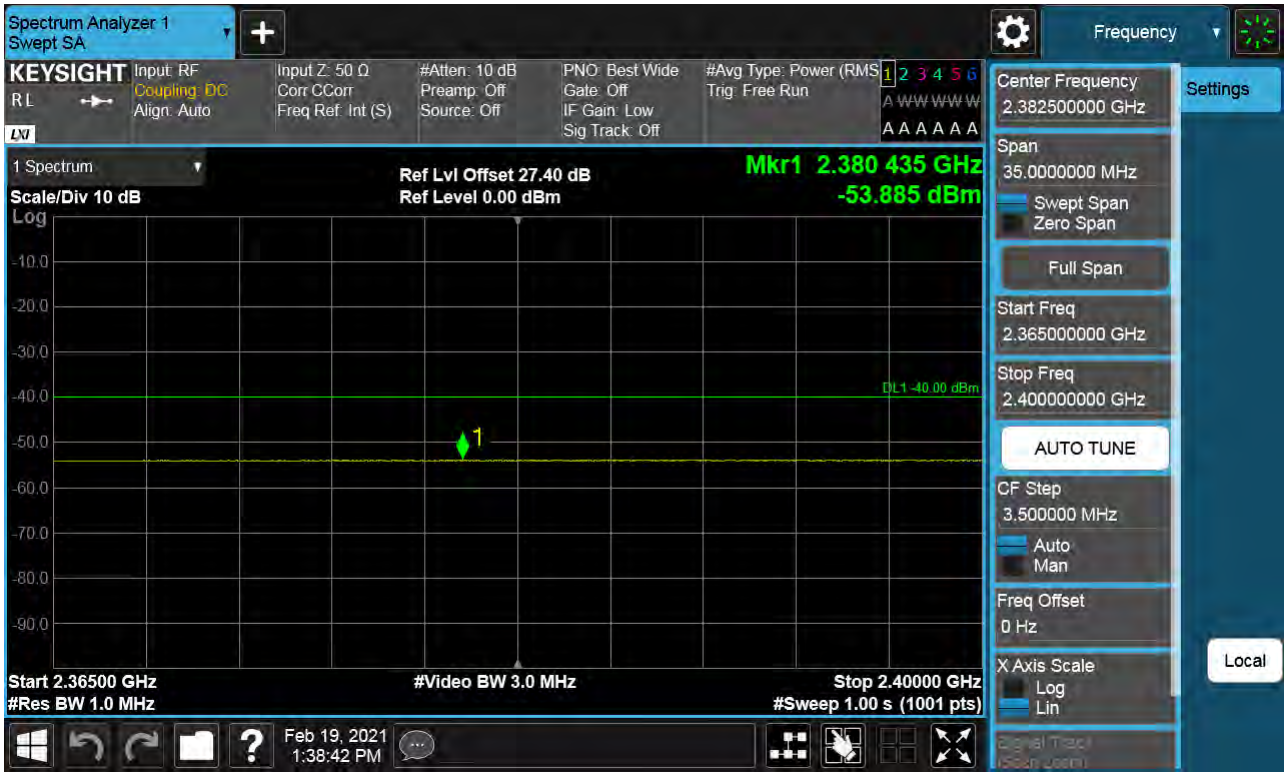 Spectrum Analyzer 1
Swept SA
+
Frequency
KEYSIGHT
RL
LXI
Input: RF
Coupling: DC
Align: Auto
Input Z: 50 Ω
Corr CCorr
Freq Ref: Int (S)
#Atten: 10 dB
Preamp: Off
Source: Off
PNO: Best Wide
Gate: Off
IF Gain: Low
Sig Track: Off
#Avg Type: Power (RMS
Trig: Free Run
1 2 3 4 5 6
A W W W W W
A A A A A A
1 Spectrum
Scale/Div 10 dB
Log
Ref Lvl Offset 27.40 dB
Ref Level 0.00 dBm
Mkr1 2.380 435 GHz
-53.885 dBm
-10.0
-20.0
-30.0
-40.0
-50.0
-60.0
-70.0
-80.0
-90.0
DL1 -40.00 dBm
1
Start 2.36500 GHz
#Res BW 1.0 MHz
#Video BW 3.0 MHz
Stop 2.40000 GHz
#Sweep 1.00 s (1001 pts)
Center Frequency
2.382500000 GHz
Span
35.0000000 MHz
Swept Span
Zero Span
Full Span
Start Freq
2.365000000 GHz
Stop Freq
2.400000000 GHz
AUTO TUNE
CF Step
3.500000 MHz
Auto
Man
Freq Offset
0 Hz
X Axis Scale
Log
Lin
Signal Track
(Span Zoom)
Settings
Local
?
Feb 19, 2021
1:38:42 PM